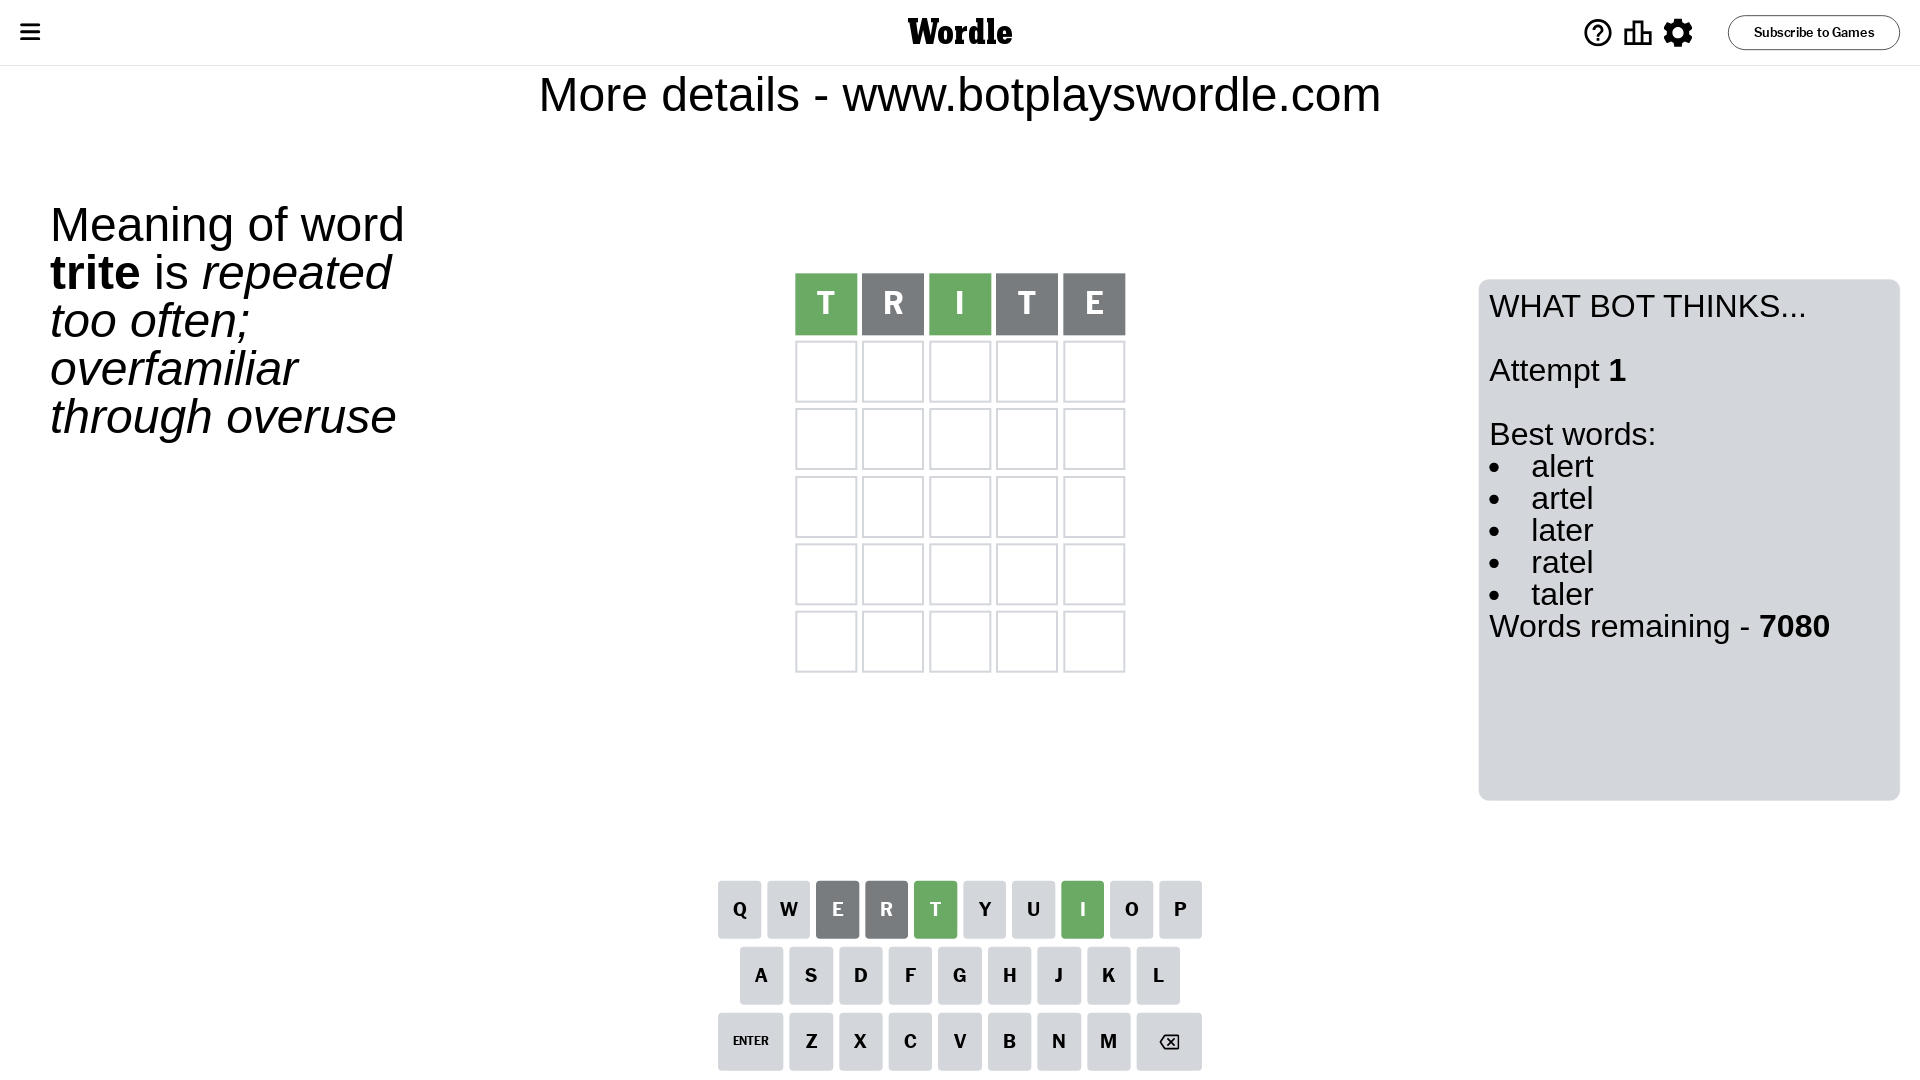 Wordle
Subscribe to Games
More details - www.botplayswordle.com
Meaning of word
trite is repeated
too often;
overfamiliar
through overuse
T R I T E
WHAT BOT THINKS...
Attempt 1
Best words:
• alert
• artel
• later
• ratel
• taler
Words remaining - 7080
Q W E R T Y U I O P
A S D F G H J K L
ENTER Z X C V B N M